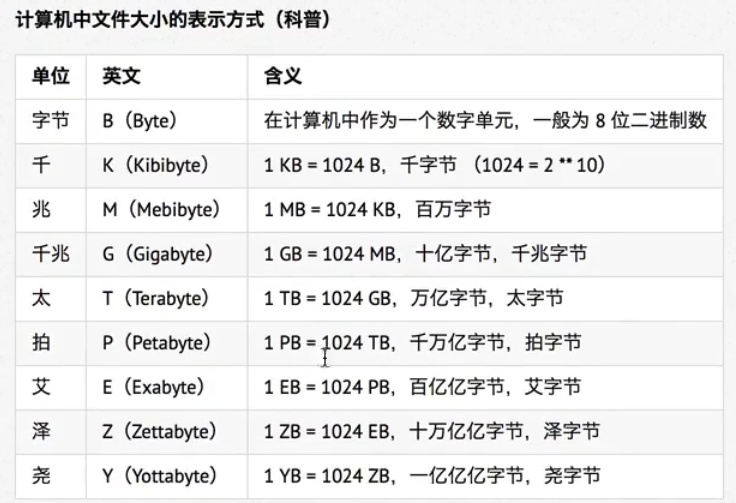 计算机中文件大小的表示方式（科普）
单位 英文 含义
字节 B（Byte） 在计算机中作为一个数字单元，一般为 8 位二进制数
千 K（Kibibyte） 1 KB = 1024 B，千字节 （1024 = 2 ** 10）
兆 M（Mebibyte） 1 MB = 1024 KB，百万字节
千兆 G（Gigabyte） 1 GB = 1024 MB，十亿字节，千兆字节
太 T（Terabyte） 1 TB = 1024 GB，万亿字节，太字节
拍 P（Petabyte） 1 PB = 1024 TB，千万亿字节，拍字节
艾 E（Exabyte） 1 EB = 1024 PB，百亿亿字节，艾字节
泽 Z（Zettabyte） 1 ZB = 1024 EB，十万亿亿字节，泽字节
尧 Y（Yottabyte） 1 YB = 1024 ZB，一亿亿亿字节，尧字节